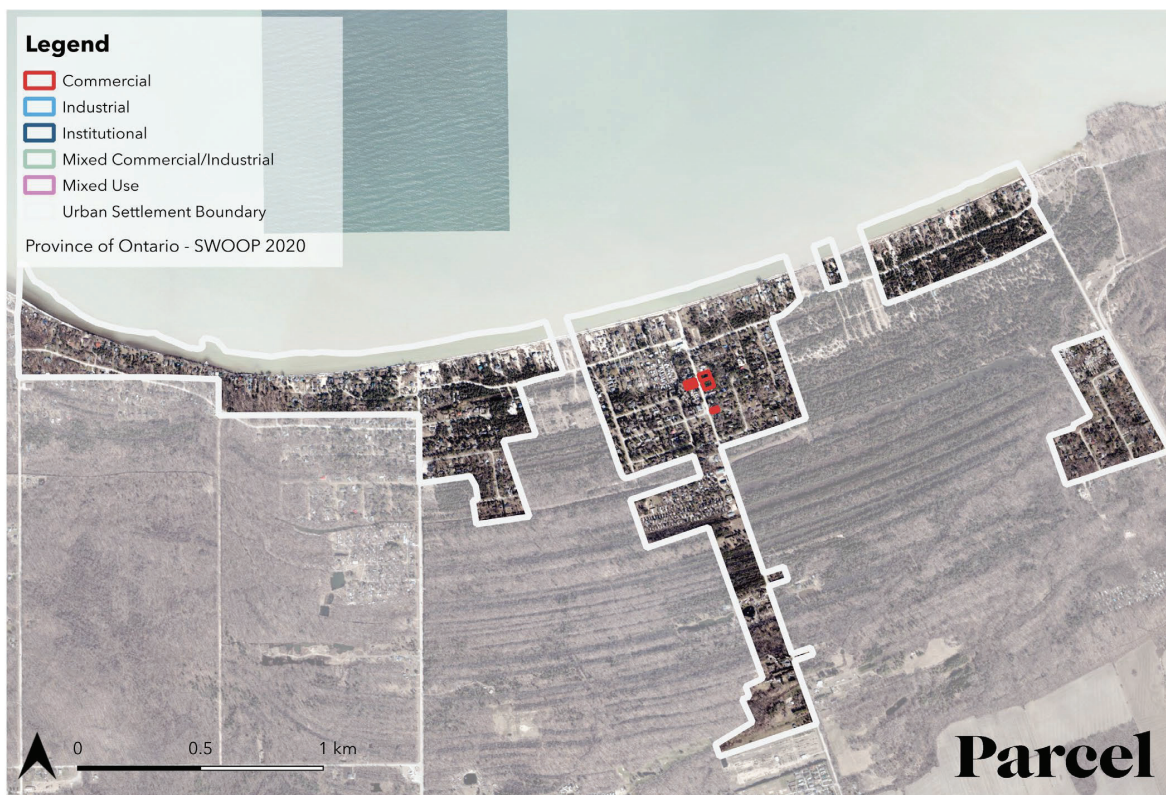 Legend
Commercial
Industrial
Institutional
Mixed Commercial/Industrial
Mixed Use
Urban Settlement Boundary
Province of Ontario - SWOOP 2020
0 0.5 1 km
Parcel